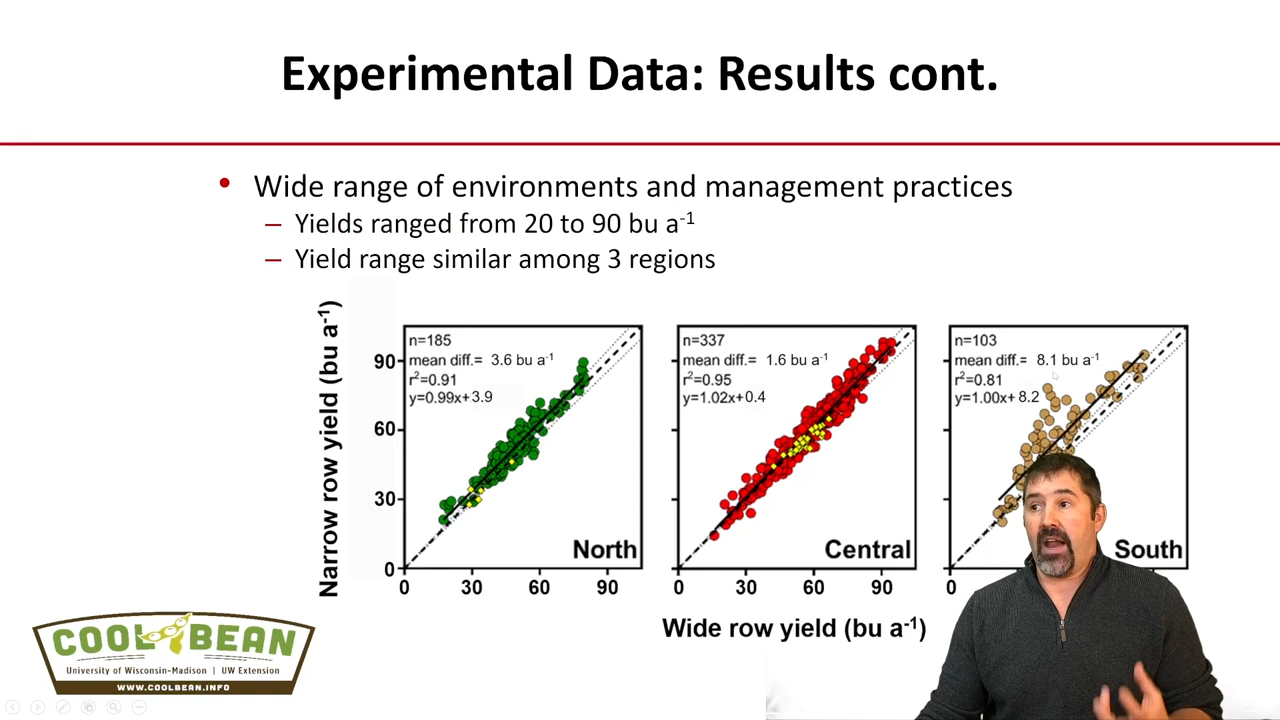 Experimental Data: Results cont.
• Wide range of environments and management practices
– Yields ranged from 20 to 90 bu a⁻¹
– Yield range similar among 3 regions
Narrow row yield (bu a⁻¹)
90
60
30
0
n=185
mean diff.= 3.6 bu a⁻¹
r²=0.91
y=0.99x+3.9
North
0 30 60 90
n=337
mean diff.= 1.6 bu a⁻¹
r²=0.95
y=1.02x+0.4
Central
0 30 60 90
n=103
mean diff.= 8.1 bu a⁻¹
r²=0.81
y=1.00x+8.2
South
0
Wide row yield (bu a⁻¹)
COOL BEAN
University of Wisconsin-Madison | UW Extension
WWW.COOLBEAN.INFO